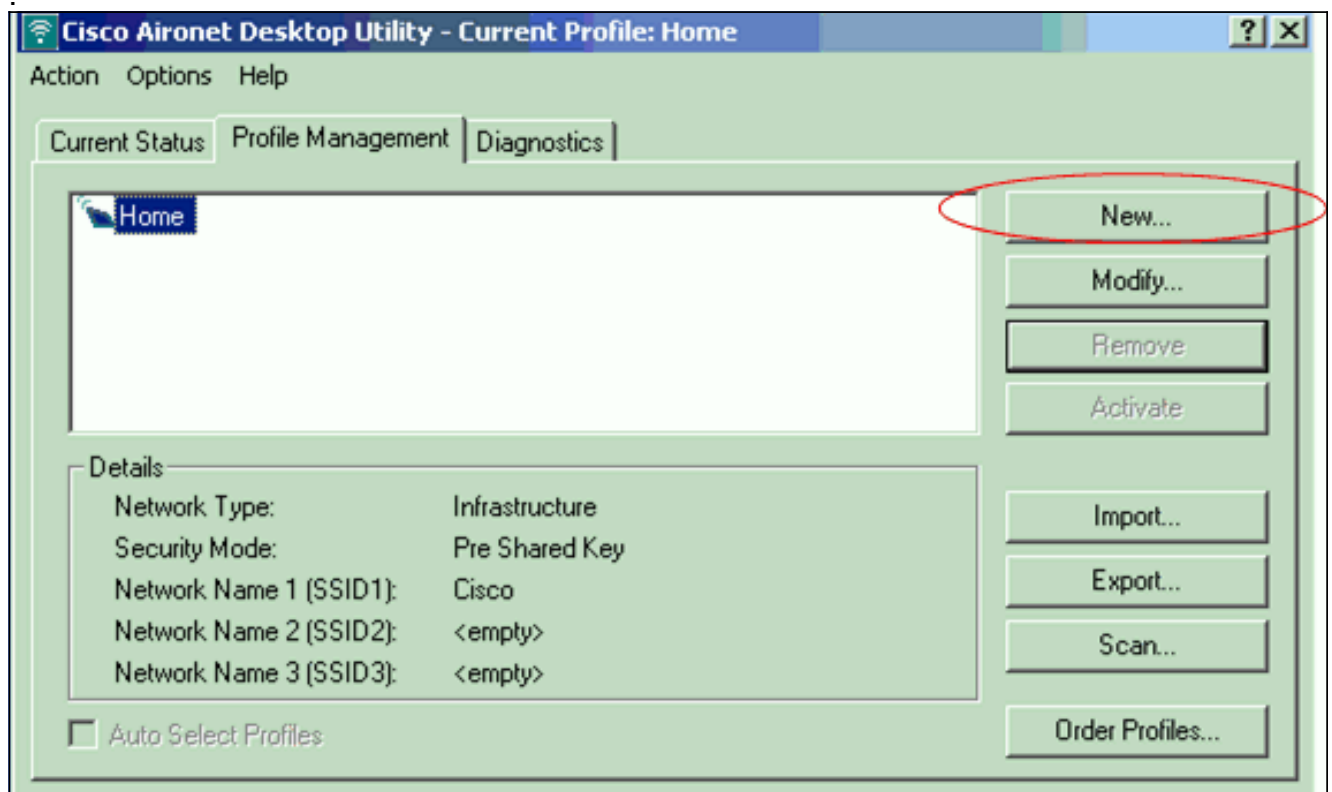 Cisco Aironet Desktop Utility - Current Profile: Home
Action Options Help
Current Status Profile Management Diagnostics
Home
New...
Modify...
Remove
Activate
Details
Network Type: Infrastructure
Security Mode: Pre Shared Key
Network Name 1 (SSID1): Cisco
Network Name 2 (SSID2): <empty>
Network Name 3 (SSID3): <empty>
Import...
Export...
Scan...
Auto Select Profiles
Order Profiles...